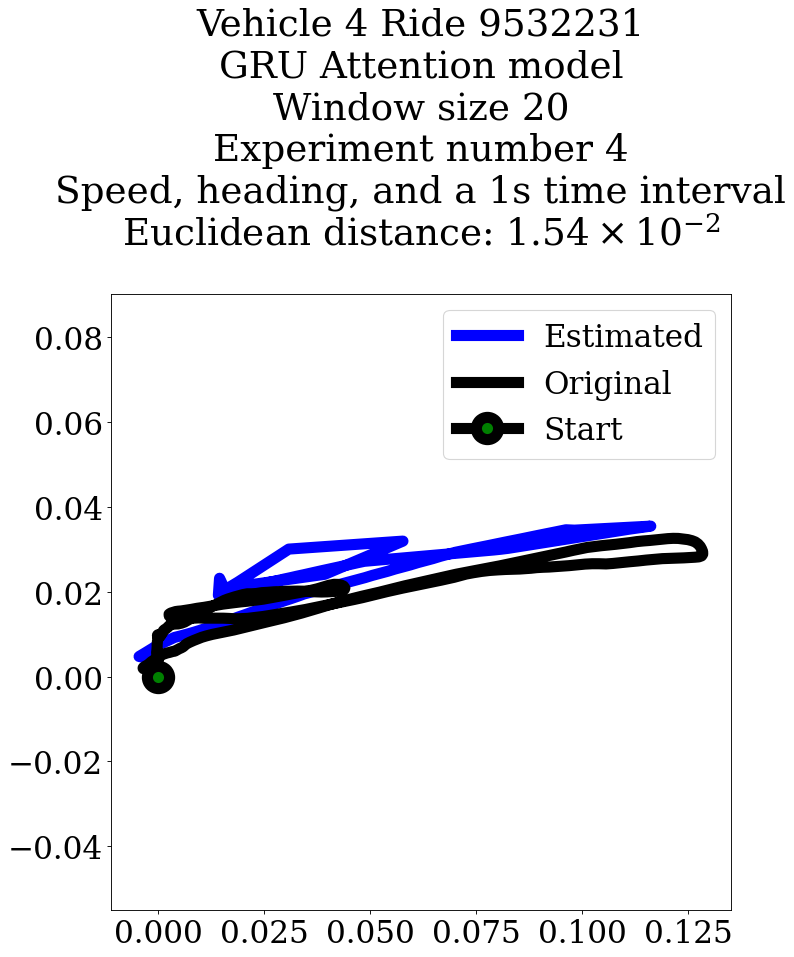 Vehicle 4 Ride 9532231
GRU Attention model
Window size 20
Experiment number 4
Speed, heading, and a 1s time interval
Euclidean distance: 1.54 × 10⁻²
Estimated
Original
Start
0.08
0.06
0.04
0.02
0.00
−0.02
−0.04
0.000 0.025 0.050 0.075 0.100 0.125